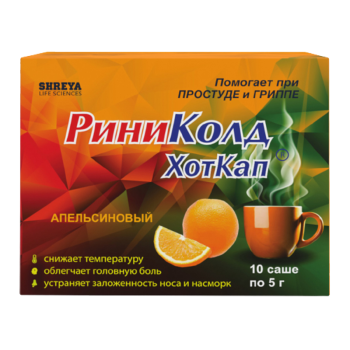 SHREYA
LIFE SCIENCES
Помогает при
ПРОСТУДЕ и ГРИППЕ
РиниКолд
ХотКап®
АПЕЛЬСИНОВЫЙ
снижает температуру
облегчает головную боль
устраняет заложенность носа и насморк
10 саше
по 5 г